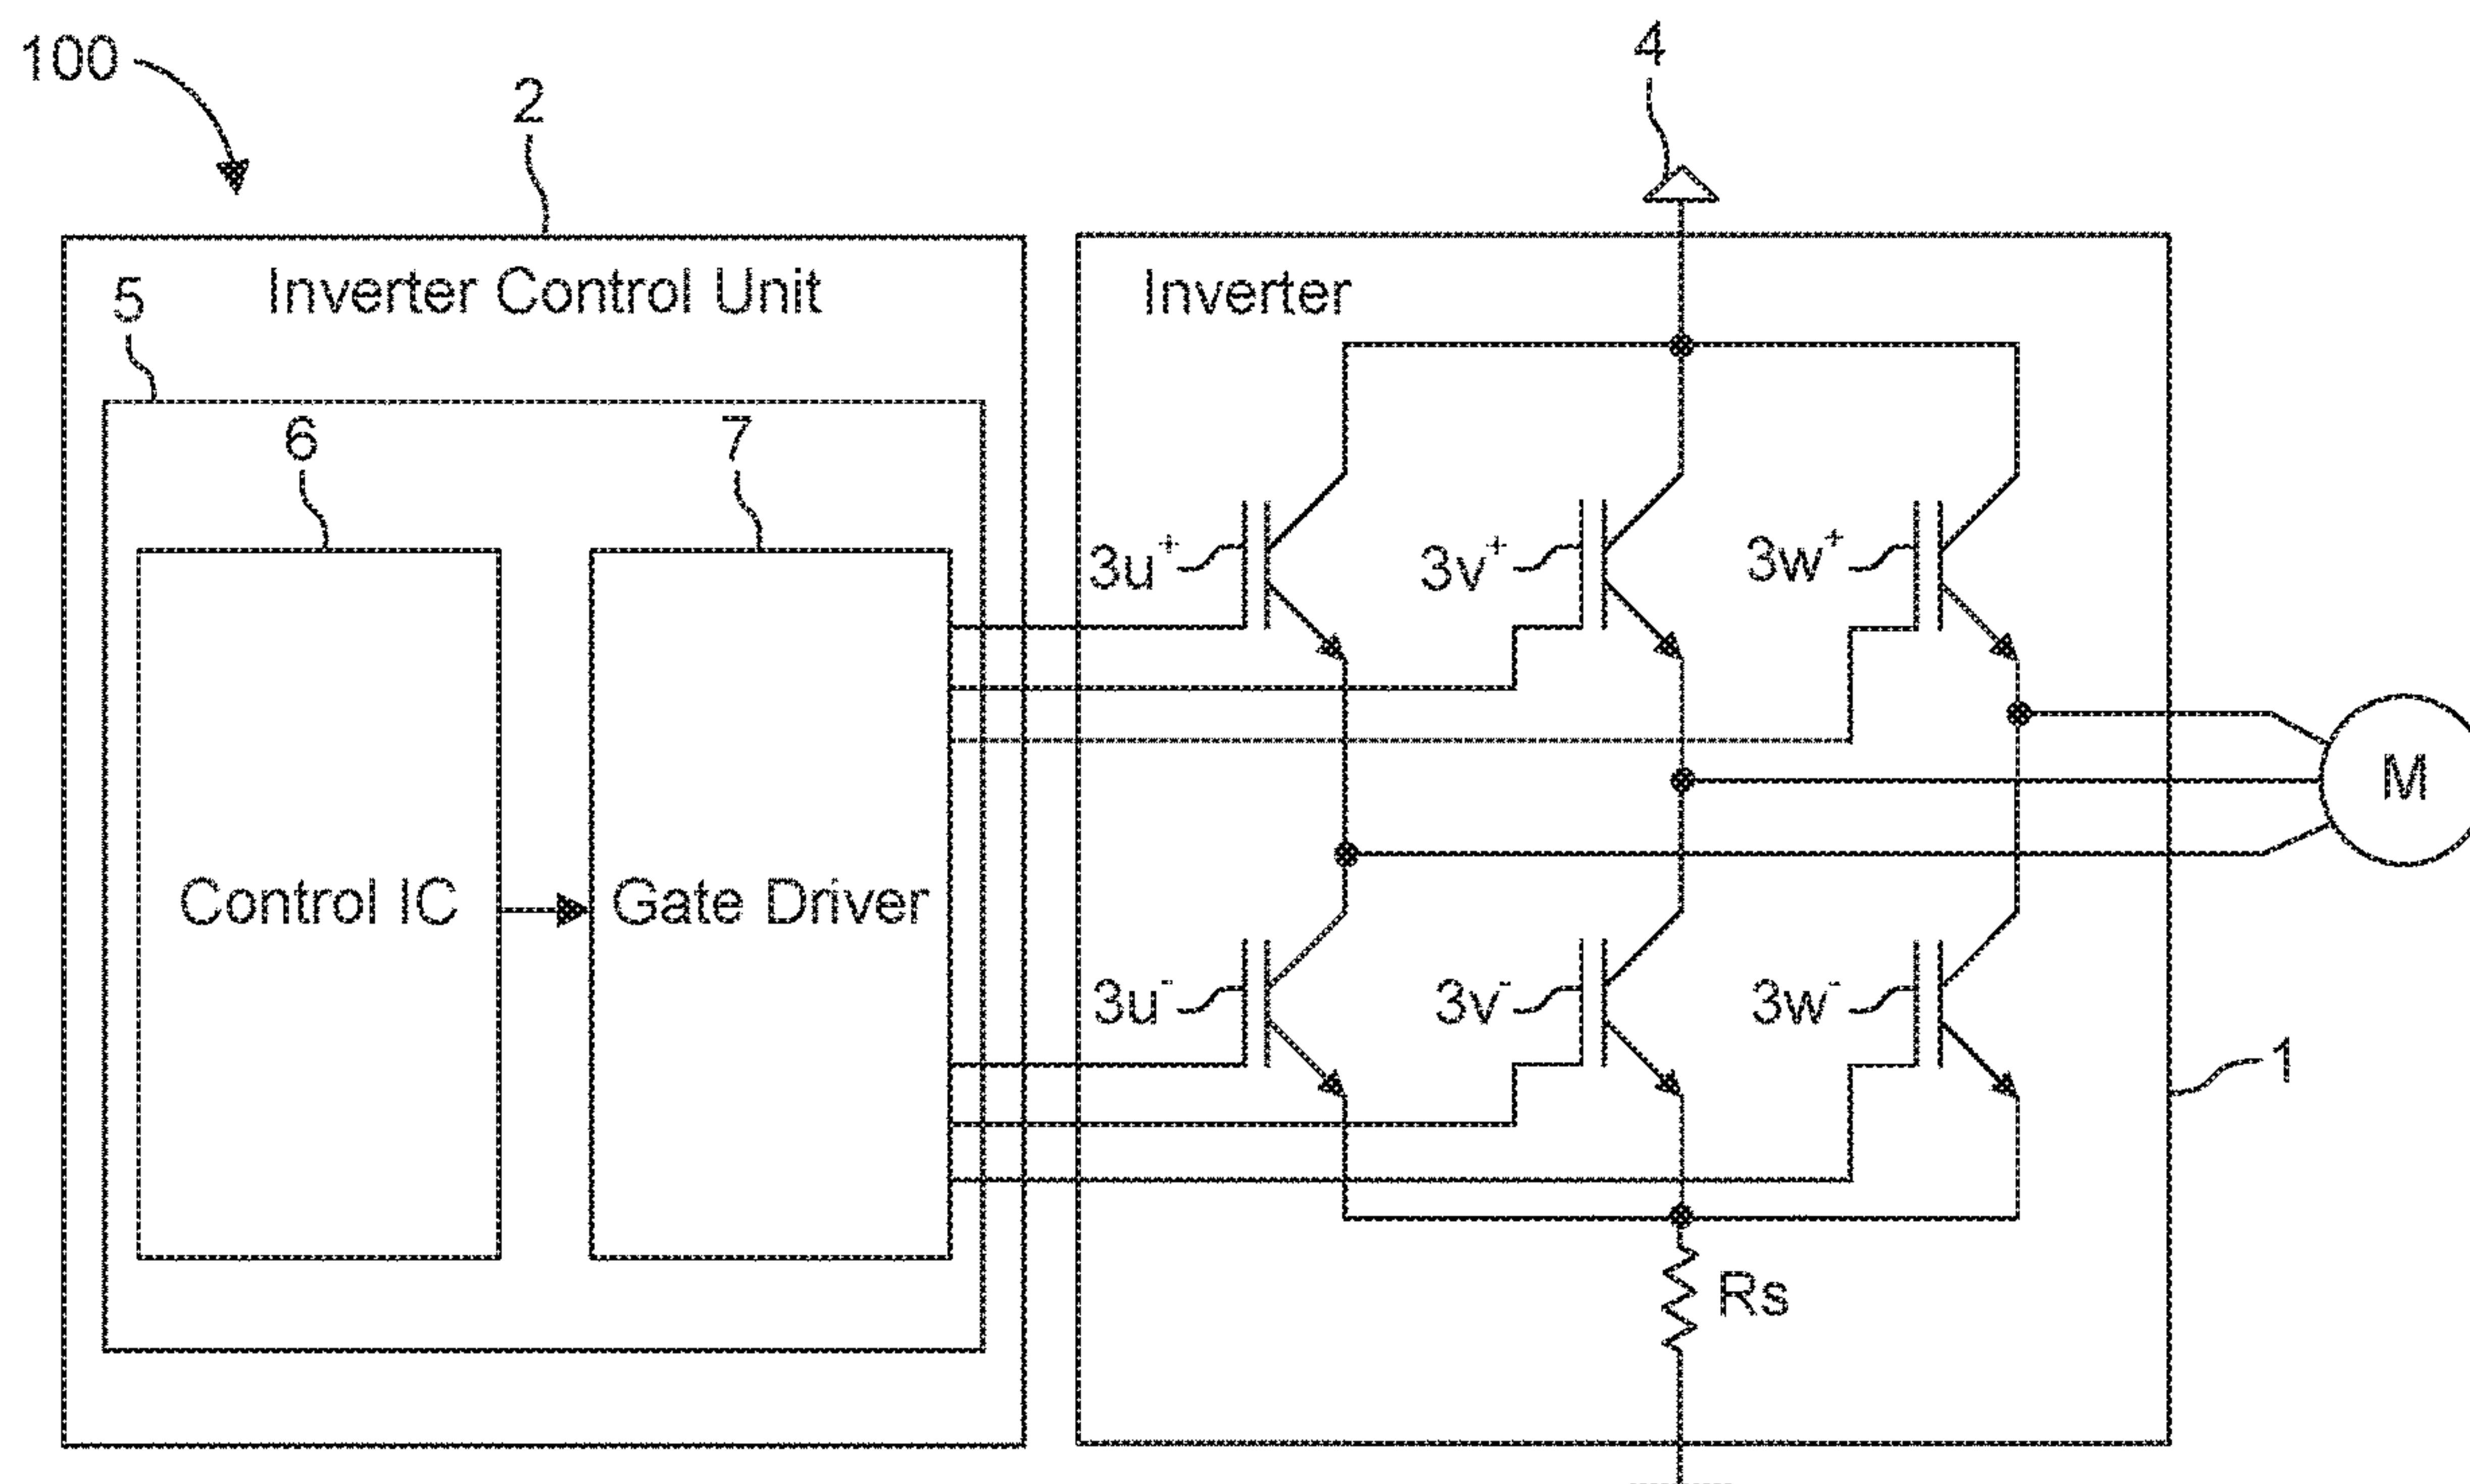 100
2
4
Inverter Control Unit
Inverter
5
6
7
3u⁺
3v⁺
3w⁺
M
Control IC
Gate Driver
3u⁻
3v⁻
3w⁻
1
Rs